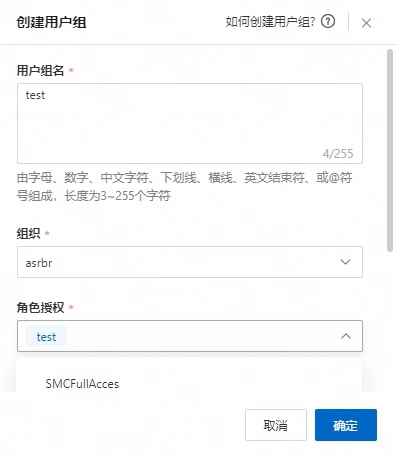 创建用户组 如何创建用户组?
用户组名 *
test
4/255
由字母、数字、中文字符、下划线、横线、英文结束符、或@符
号组成，长度为3~255个字符
组织 *
asrbr
角色授权 *
test
SMCFullAcces
取消 确定